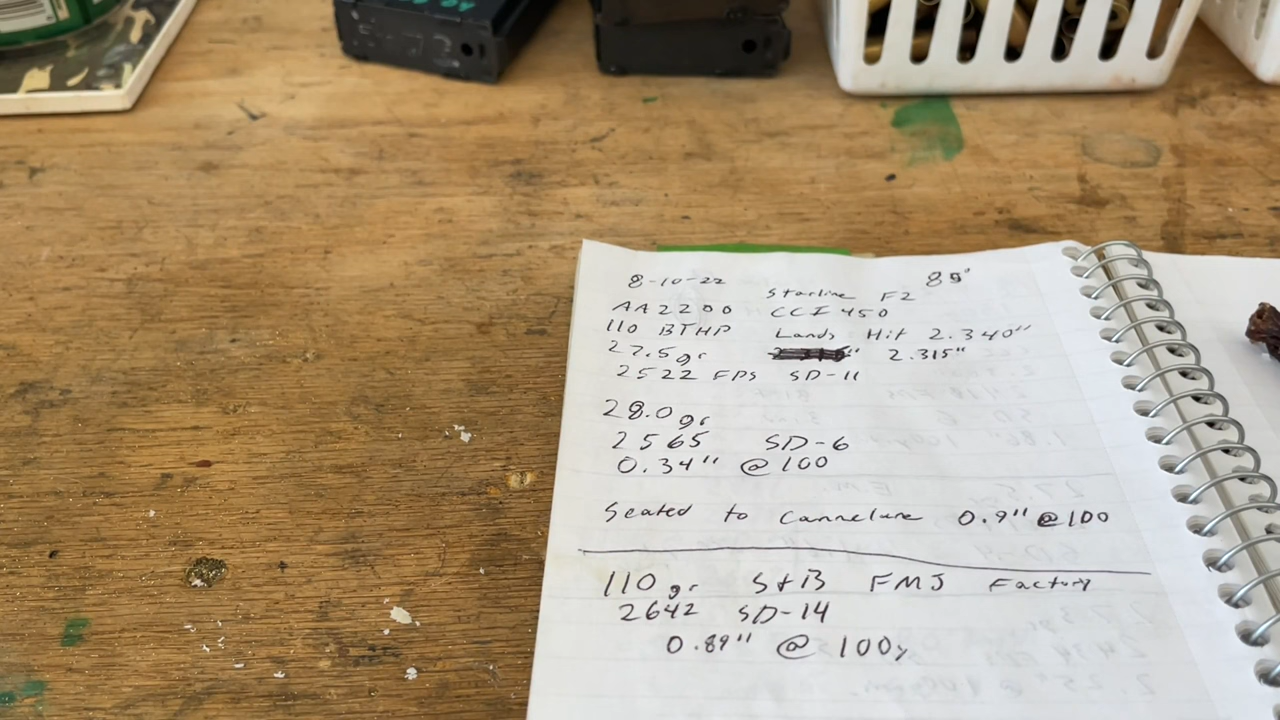 8-10-22 Starline F2 85°
AA2200 CCI 450
110 BTHP Lands Hit 2.340"
27.5gr 2.315"
2522 FPS SD-11
28.0gr
2565 SD-6
0.34" @ 100
Seated to Cannelure 0.9" @100
110gr S+B FMJ Factory
2642 SD-14
0.89" @ 100y